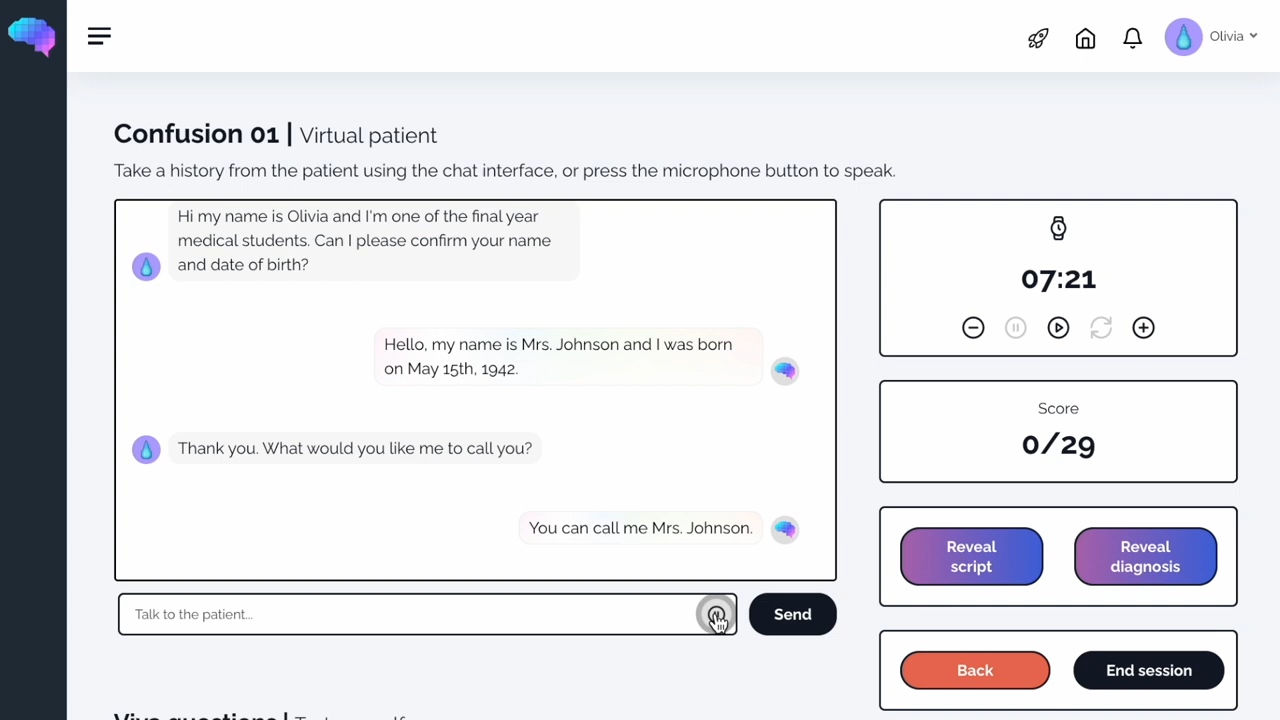 Olivia
Confusion 01 | Virtual patient
Take a history from the patient using the chat interface, or press the microphone button to speak.
Hi my name is Olivia and I'm one of the final year
medical students. Can I please confirm your name
and date of birth?
Hello, my name is Mrs. Johnson and I was born
on May 15th, 1942.
Thank you. What would you like me to call you?
You can call me Mrs. Johnson.
Talk to the patient...
Send
07:21
Score
0/29
Reveal
script
Reveal
diagnosis
Back
End session
Viva questions |